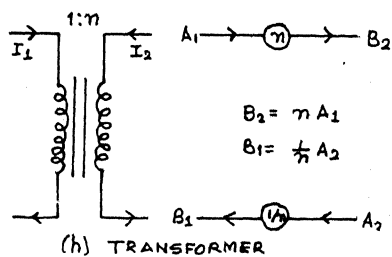 1:n
I₁ I₂ A₁ n B₂
B₂ = n A₁
B₁ = 1/n A₂
B₁ 1/n A₂
(h) TRANSFORMER